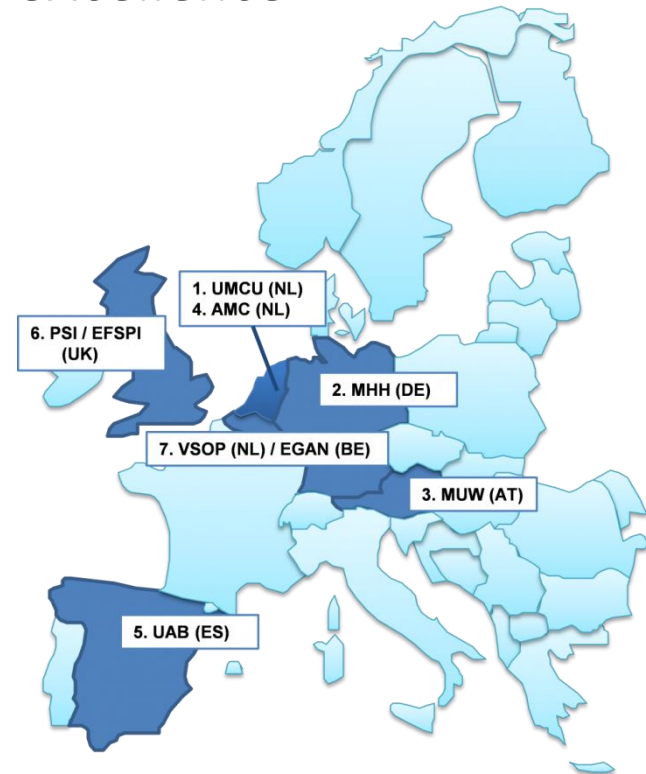 1. UMCU (NL)
4. AMC (NL)
6. PSI / EFSPI
(UK)
2. MHH (DE)
7. VSOP (NL) / EGAN (BE)
3. MUW (AT)
5. UAB (ES)